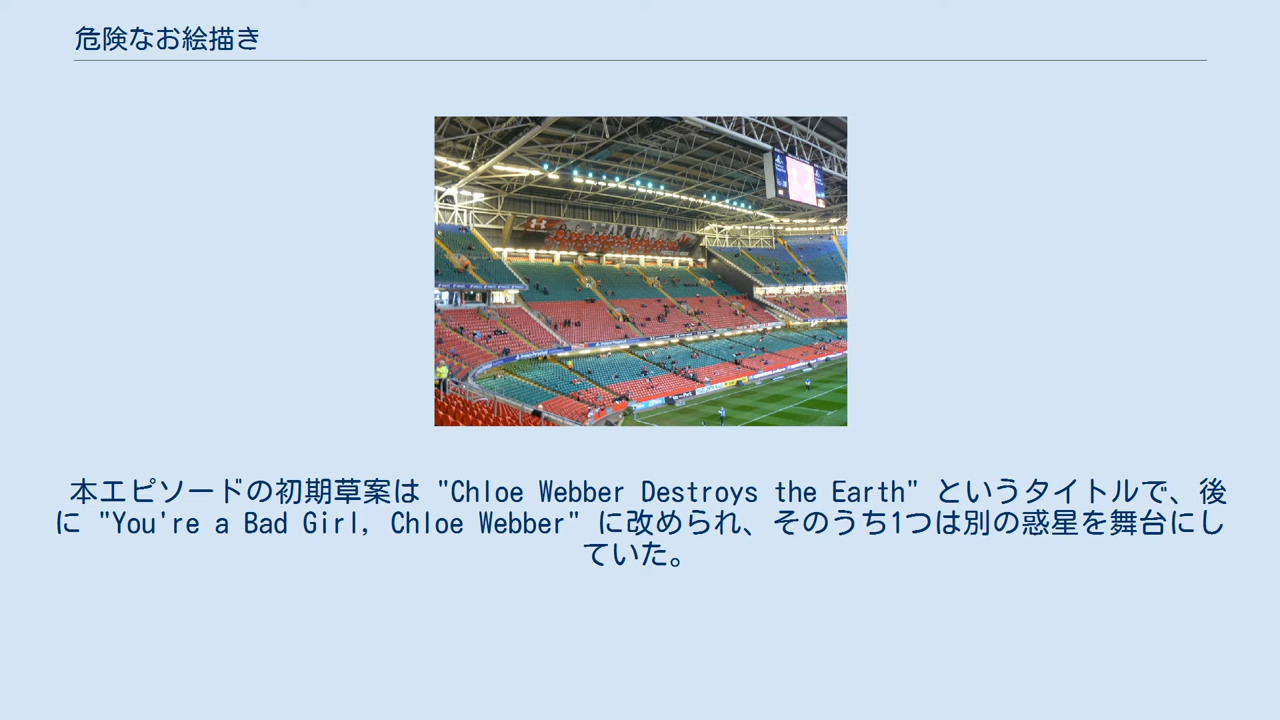 危険なお絵描き
本エピソードの初期草案は "Chloe Webber Destroys the Earth" というタイトルで、後
に "You're a Bad Girl, Chloe Webber" に改められ、そのうち1つは別の惑星を舞台にし
ていた。